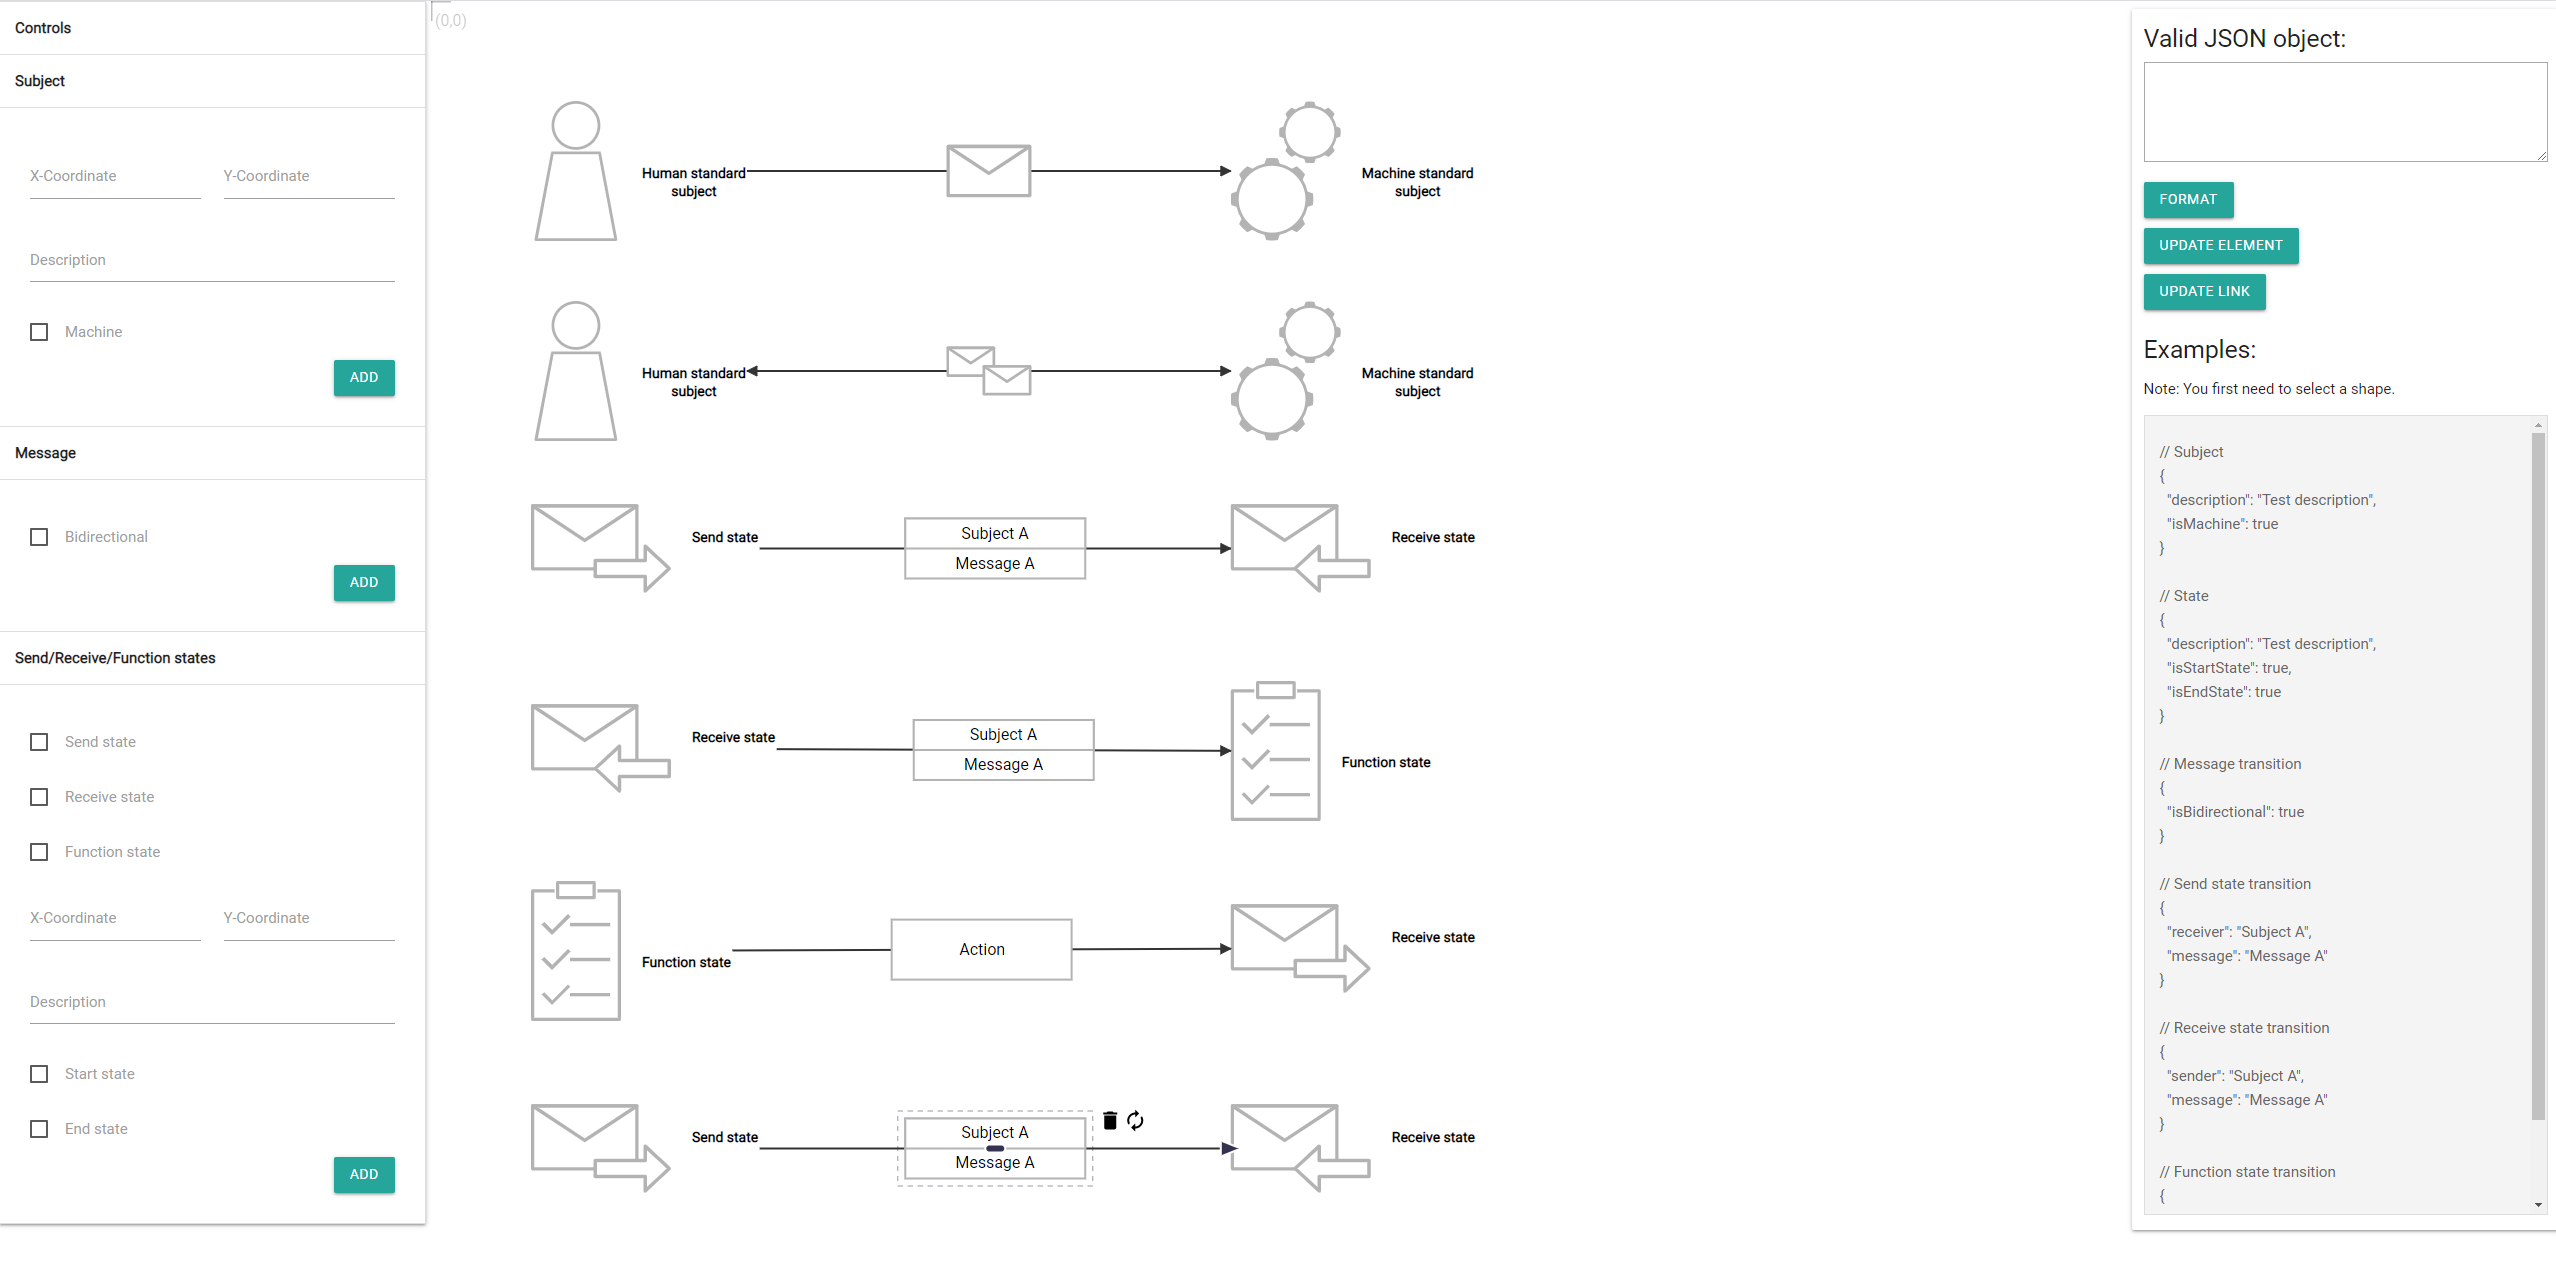 Controls
Subject
X-Coordinate
Y-Coordinate
Description
Machine
ADD
Message
Bidirectional
ADD
Send/Receive/Function states
Send state
Receive state
Function state
X-Coordinate
Y-Coordinate
Description
Start state
End state
ADD
(0,0)
Human standard
subject
Machine standard
subject
Human standard
subject
Machine standard
subject
Send state
Subject A
Message A
Receive state
Receive state
Subject A
Message A
Function state
Function state
Action
Receive state
Send state
Subject A
Message A
Receive state
Valid JSON object:
FORMAT
UPDATE ELEMENT
UPDATE LINK
Examples:
Note: You first need to select a shape.
// Subject
{
"description": "Test description",
"isMachine": true
}
// State
{
"description": "Test description",
"isStartState": true,
"isEndState": true
}
// Message transition
{
"isBidirectional": true
}
// Send state transition
{
"receiver": "Subject A",
"message": "Message A"
}
// Receive state transition
{
"sender": "Subject A",
"message": "Message A"
}
// Function state transition
{